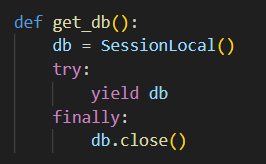 def get_db():
    db = SessionLocal()
    try:
        yield db
    finally:
        db.close()